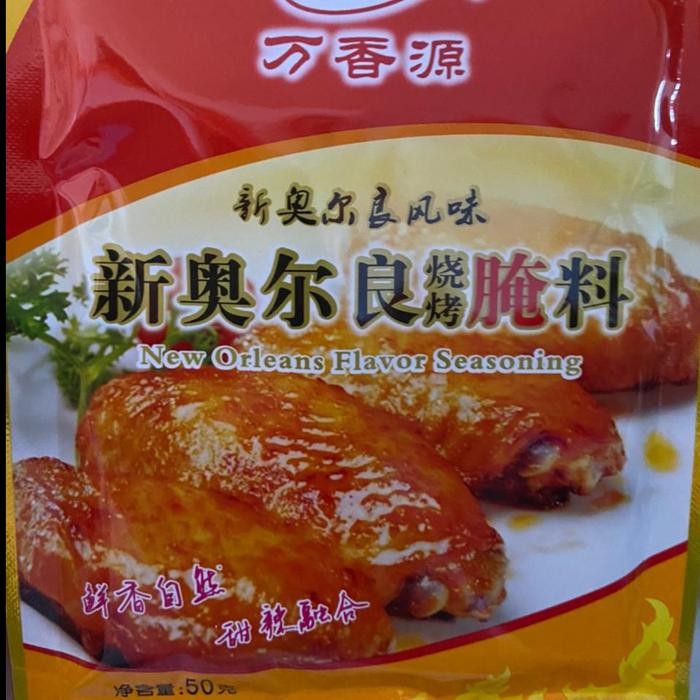 万香源
新奥尔良风味
新奥尔良烧烤腌料
New Orleans Flavor Seasoning
鲜香自然
甜辣融合
净含量:50克